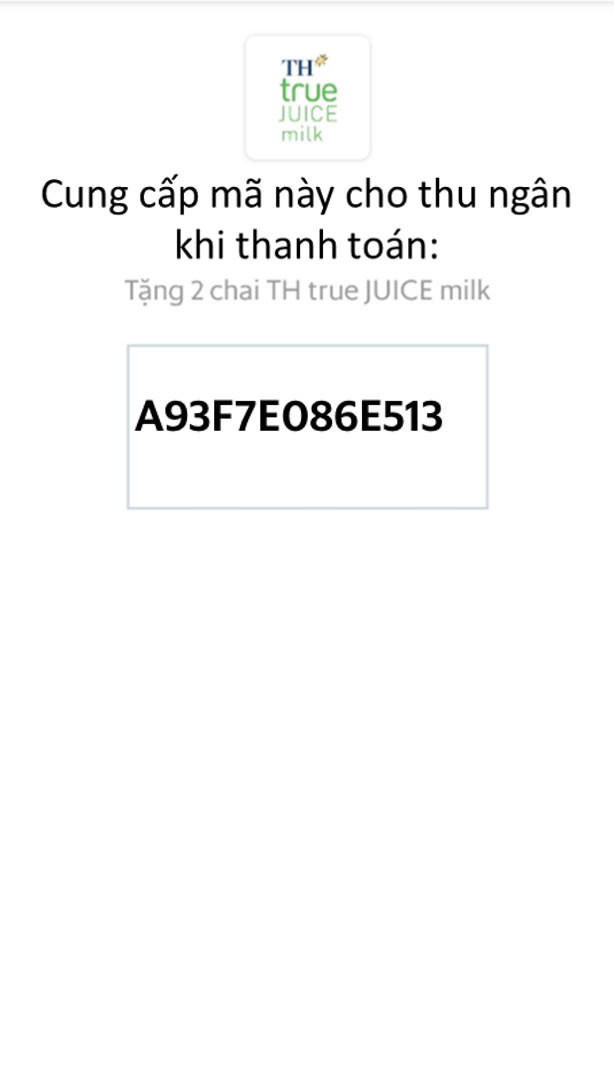 TH
true
JUICE
milk
Cung cấp mã này cho thu ngân
khi thanh toán:
Tặng 2 chai TH true JUICE milk
A93F7E086E513